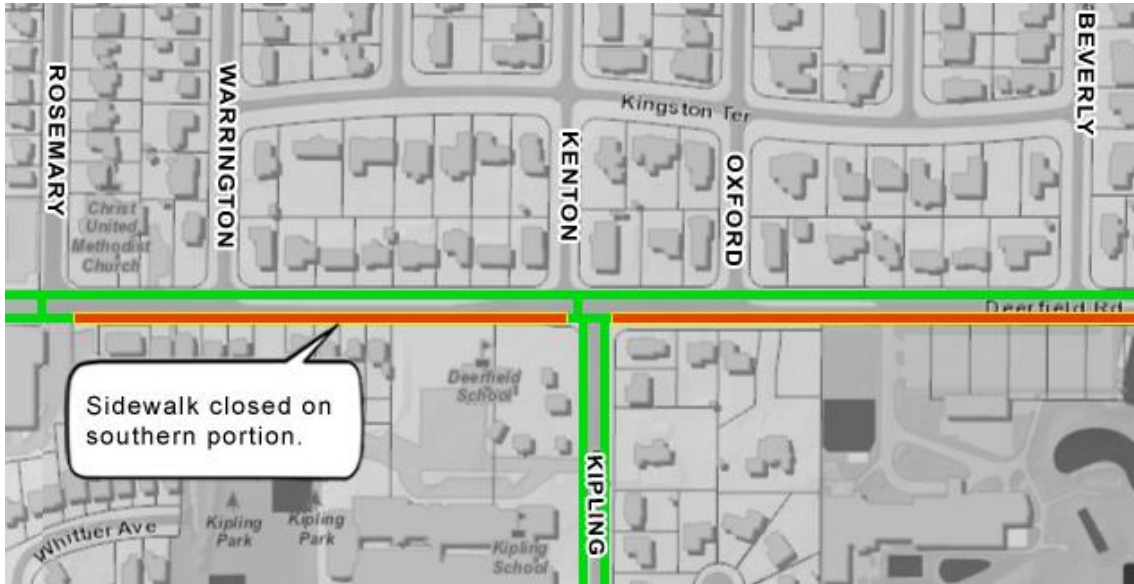 ROSEMARY
WARRINGTON
KENTON
OXFORD
BEVERLY
Kingston Ter
Christ
United
Methodist
Church
Deerfield Rd
Sidewalk closed on
southern portion.
Deerfield
School
KIPLING
Whittier Ave
Kipling
Park
Kipling
Park
Kipling
School